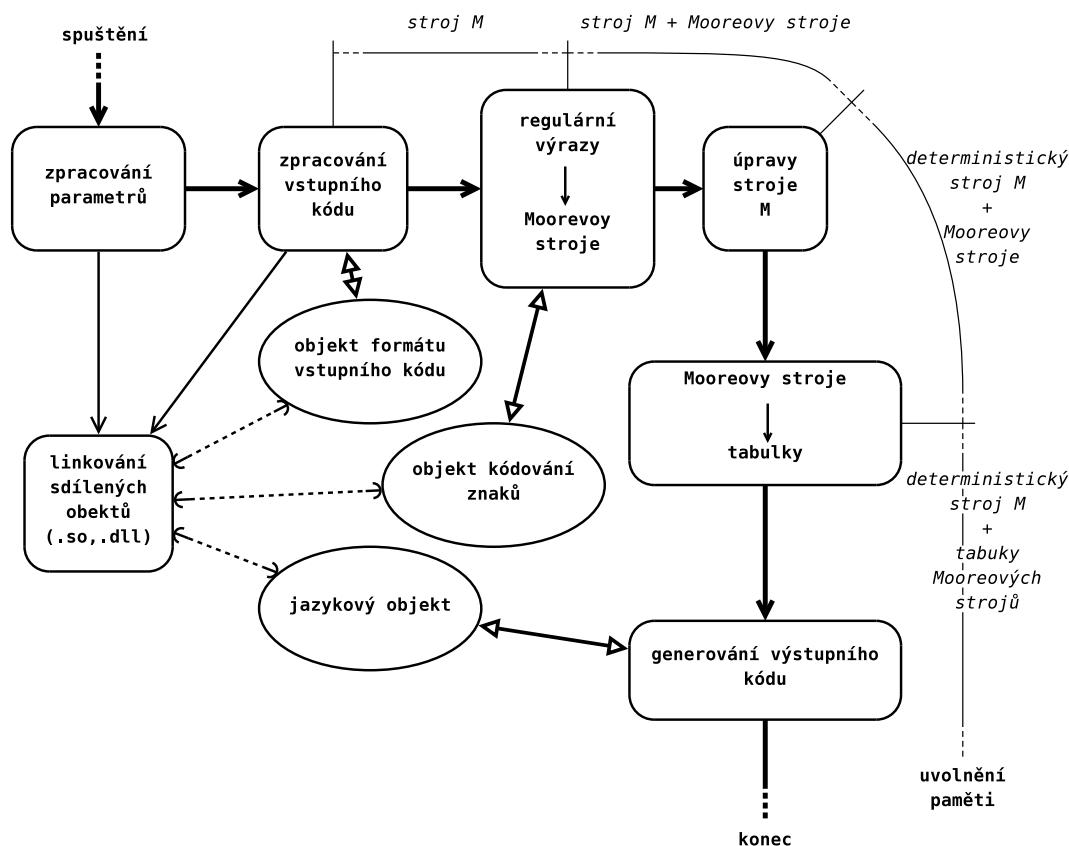 stroj M
stroj M + Mooreovy stroje
spuštění
zpracování
parametrů
zpracování
vstupního
kódu
regulární
výrazy
Moorevoy
stroje
úpravy
stroje
M
deterministický
stroj M
+
Mooreovy
stroje
objekt formátu
vstupního kódu
Mooreovy stroje
tabulky
linkování
sdílených
obektů
(.so,.dll)
objekt kódování
znaků
deterministický
stroj M
+
tabuky
Mooreových
strojů
jazykový objekt
generování výstupního
kódu
uvolnění
paměti
konec